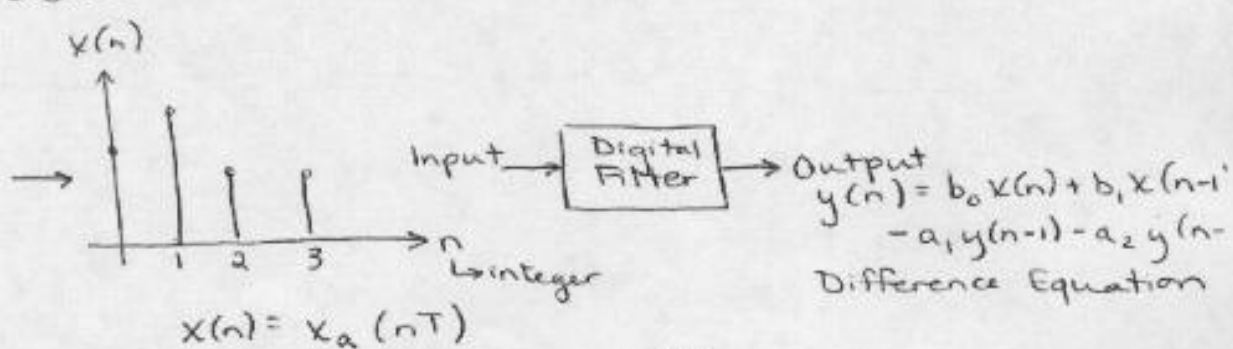 x(n)
1 2 3
n
↳integer
x(n) = xₐ(nT)
Input
Digital
Filter
Output
y(n) = b₀ x(n) + b₁ x(n-1
- a₁ y(n-1) - a₂ y(n-
Difference Equation